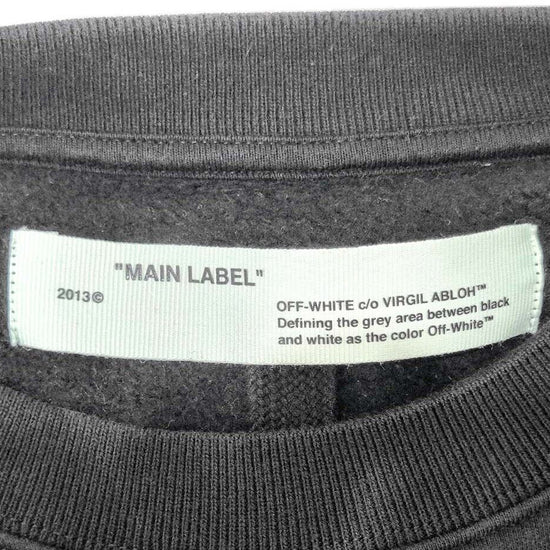 "MAIN LABEL"
2013©
OFF-WHITE c/o VIRGIL ABLOH™
Defining the grey area between black
and white as the color Off-White™